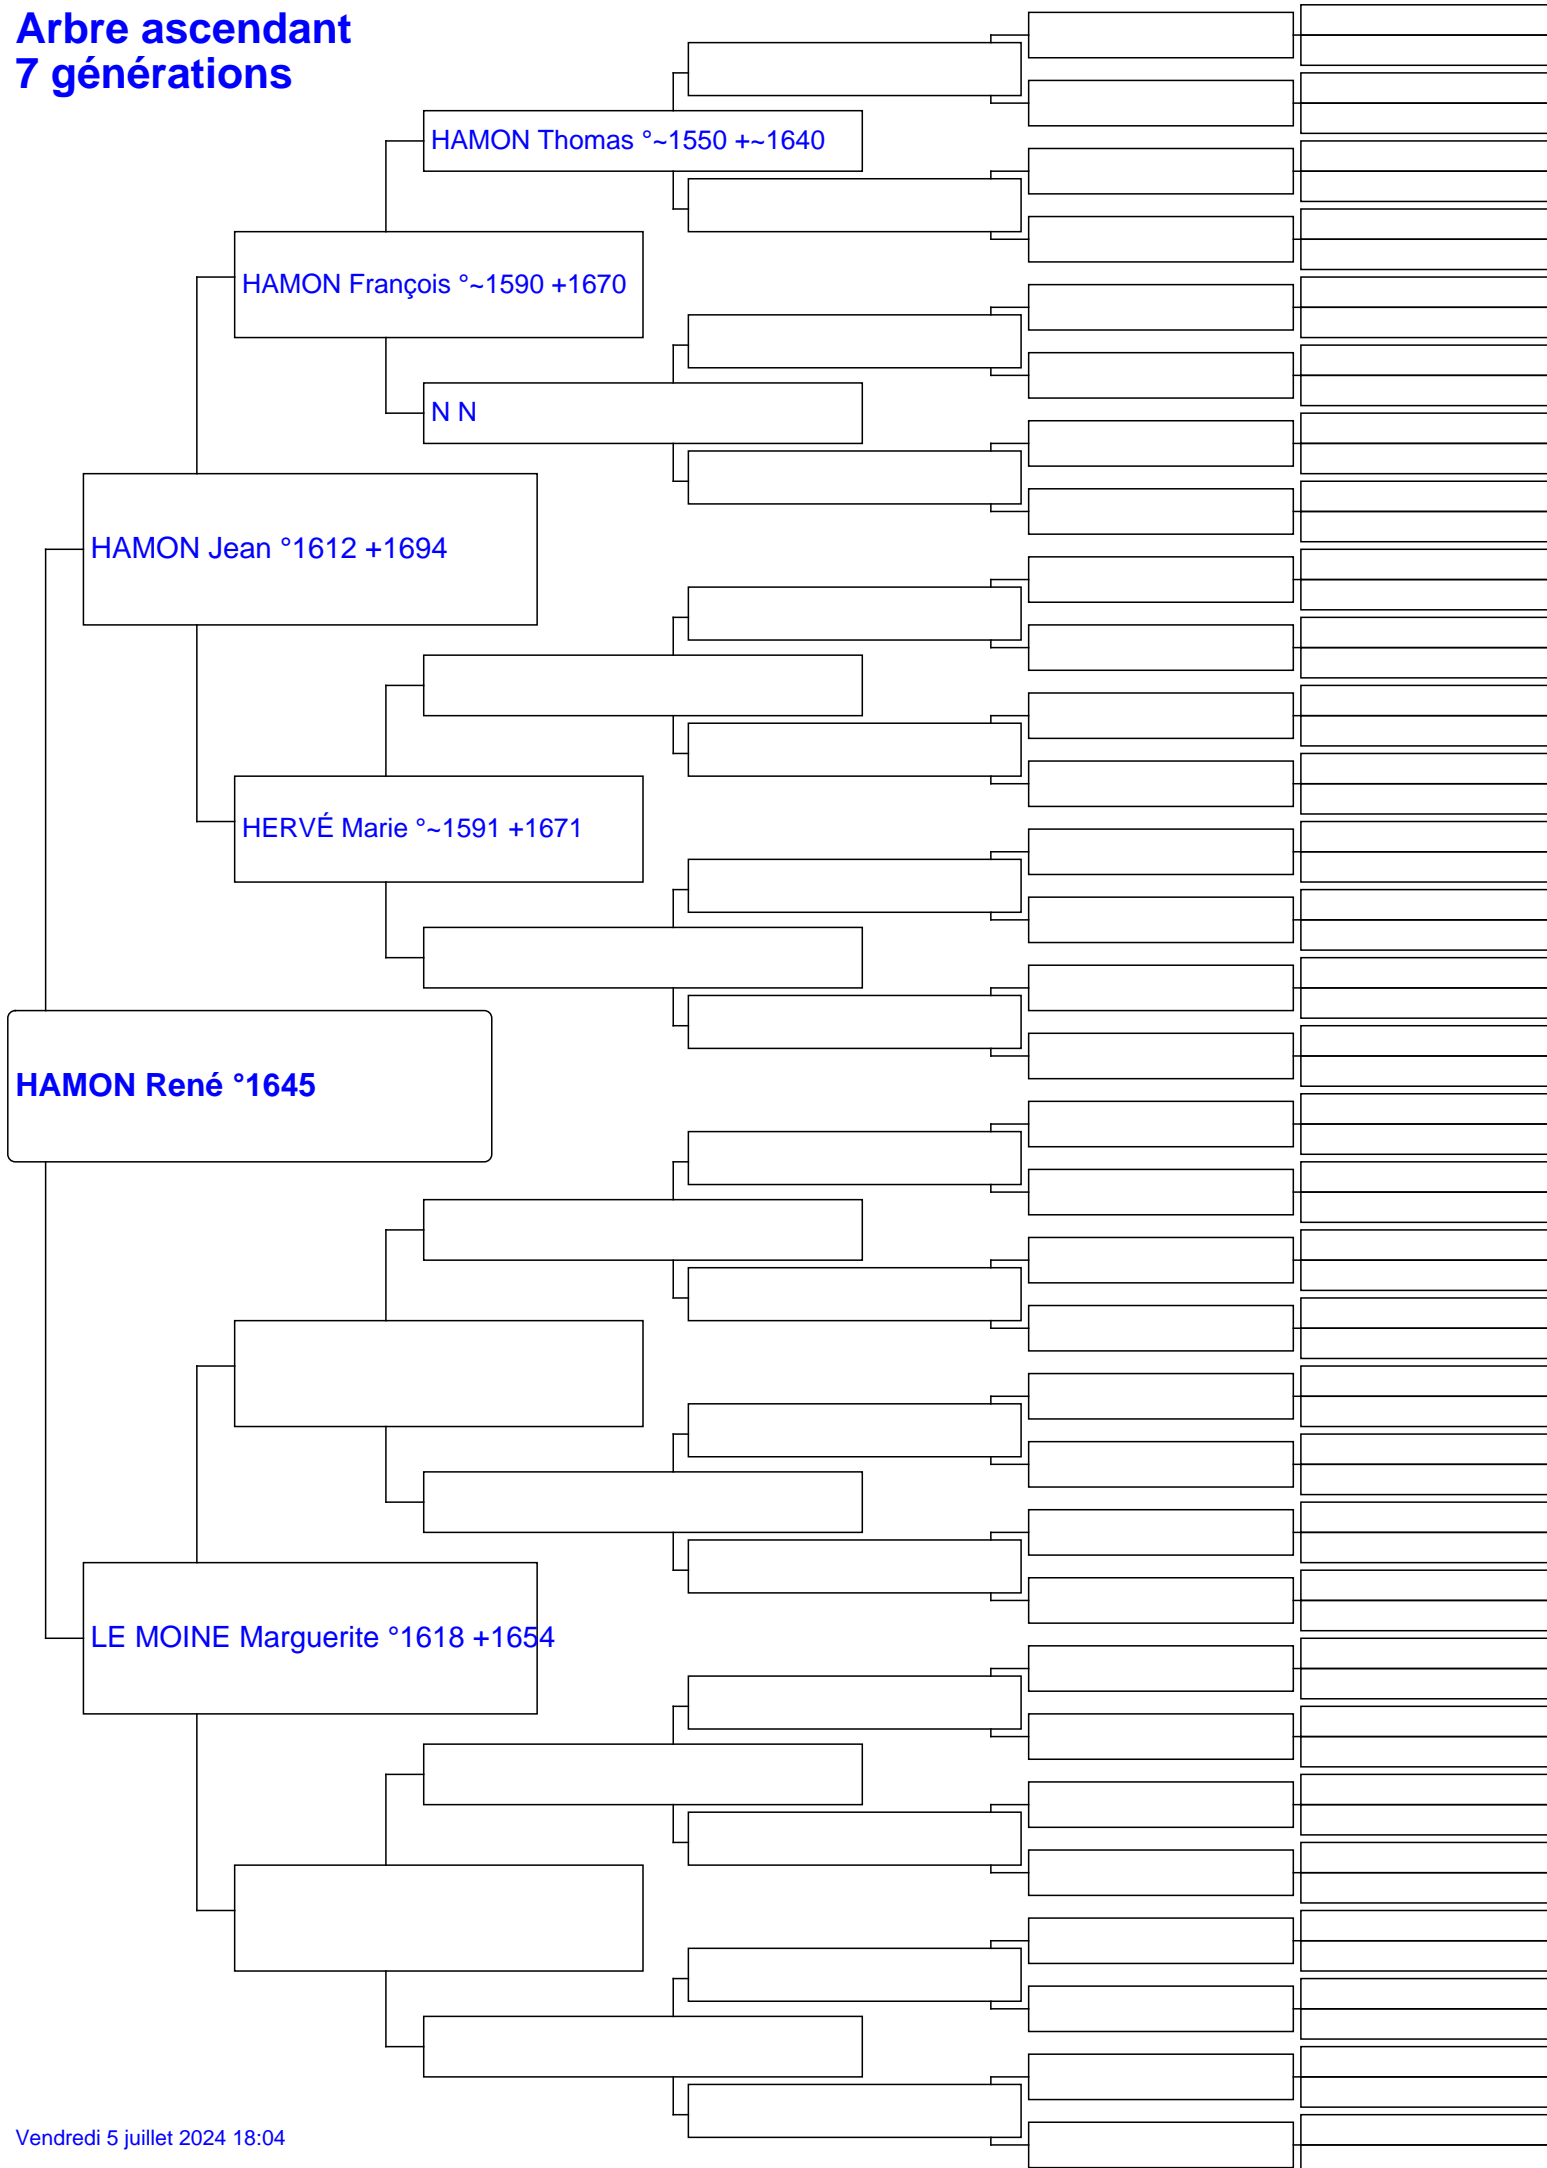 Arbre ascendant
7 générations
HAMON Thomas °~1550 +~1640
HAMON François °~1590 +1670
N N
HAMON Jean °1612 +1694
HERVÉ Marie °~1591 +1671
HAMON René °1645
LE MOINE Marguerite °1618 +1654
Vendredi 5 juillet 2024 18:04